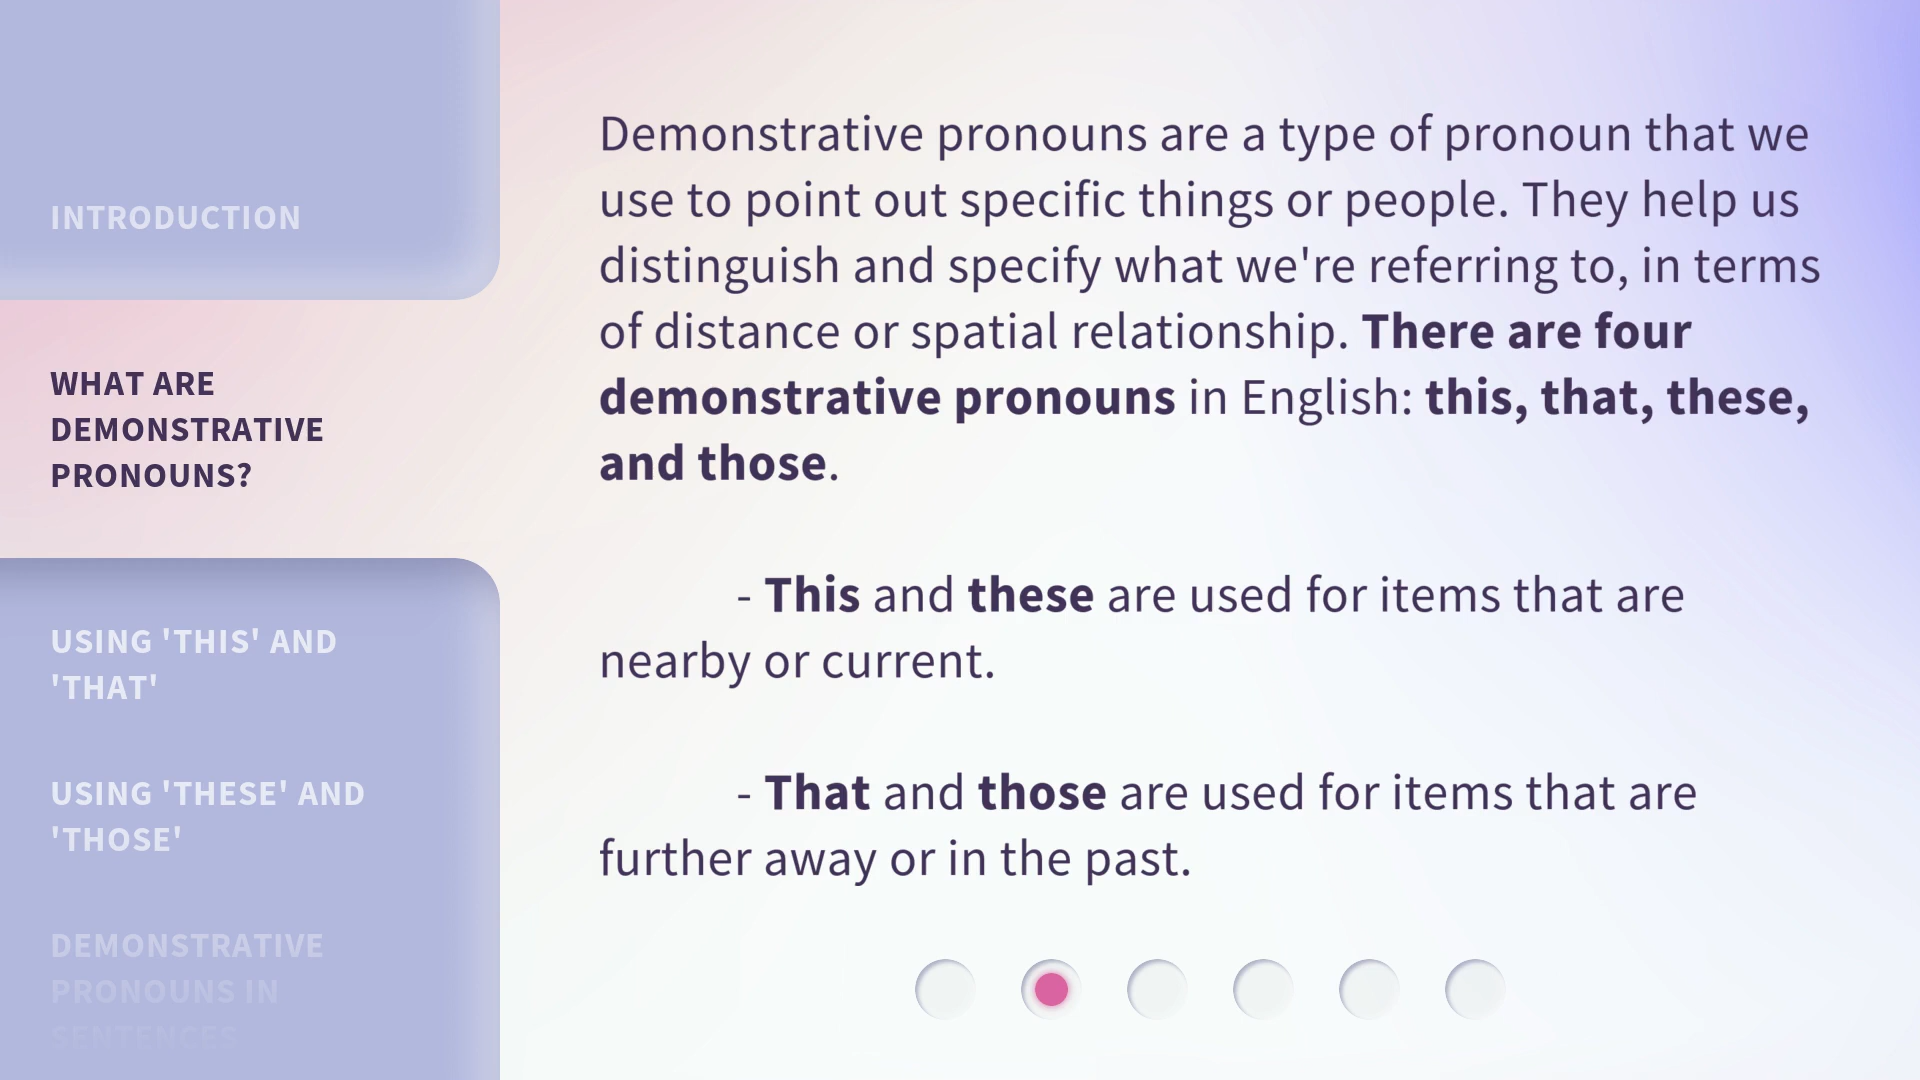 INTRODUCTION
WHAT ARE
DEMONSTRATIVE
PRONOUNS?
USING 'THIS' AND
'THAT'
USING 'THESE' AND
'THOSE'
DEMONSTRATIVE
PRONOUNS IN
SENTENCES
Demonstrative pronouns are a type of pronoun that we
use to point out specific things or people. They help us
distinguish and specify what we're referring to, in terms
of distance or spatial relationship. There are four
demonstrative pronouns in English: this, that, these,
and those.
- This and these are used for items that are
nearby or current.
- That and those are used for items that are
further away or in the past.